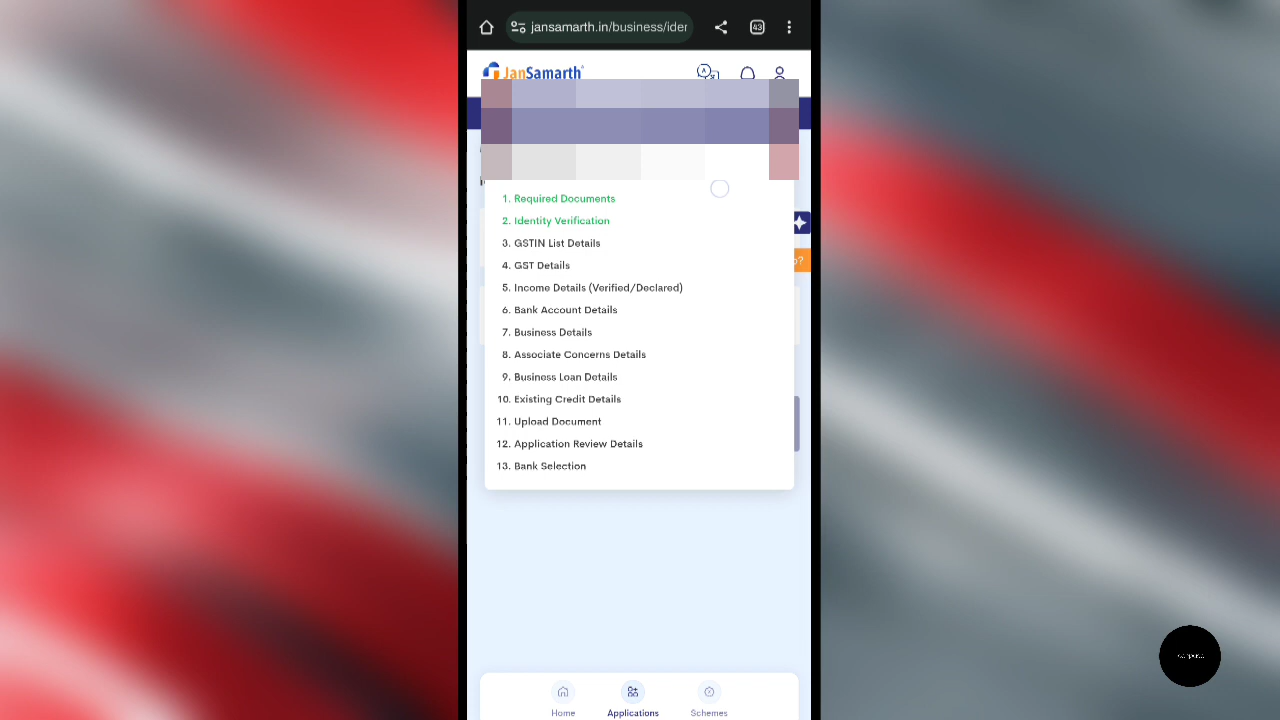 jansamarth.in/business/ider
43
JanSamarth
1. Required Documents
2. Identity Verification
3. GSTIN List Details
4. GST Details
5. Income Details (Verified/Declared)
6. Bank Account Details
7. Business Details
8. Associate Concerns Details
9. Business Loan Details
10. Existing Credit Details
11. Upload Document
12. Application Review Details
13. Bank Selection
Home Applications Schemes